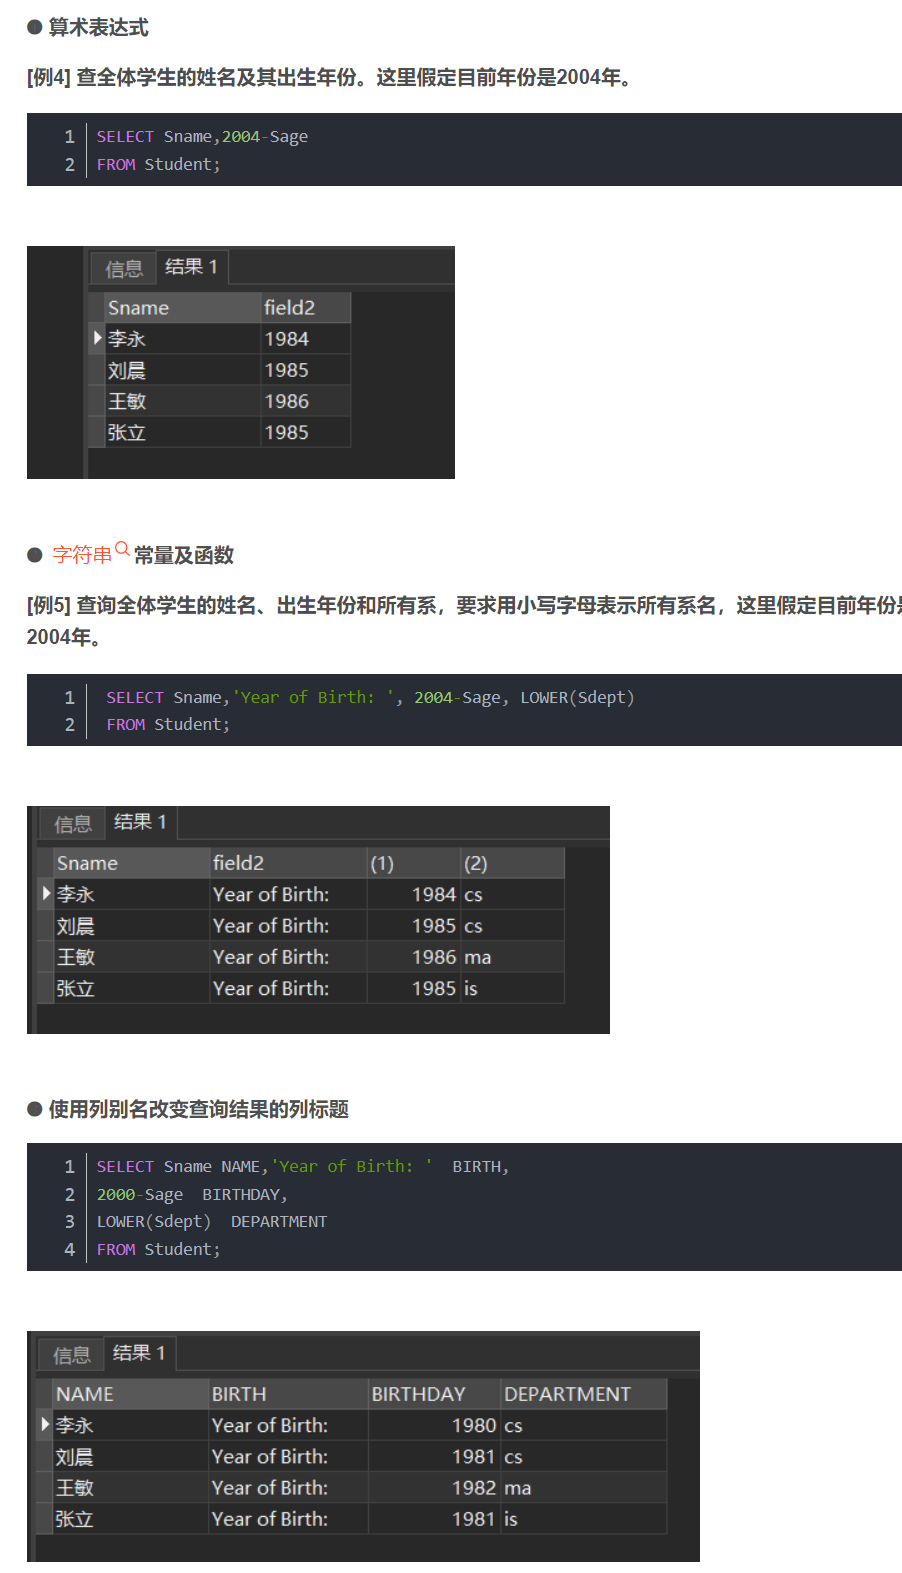 ● 算术表达式
[例4] 查全体学生的姓名及其出生年份。这里假定目前年份是2004年。
1 SELECT Sname,2004-Sage
2 FROM Student;
信息 结果 1
Sname field2
李永 1984
刘晨 1985
王敏 1986
张立 1985
● 字符串 常量及函数
[例5] 查询全体学生的姓名、出生年份和所有系，要求用小写字母表示所有系名，这里假定目前年份是
2004年。
1 SELECT Sname,'Year of Birth: ', 2004-Sage, LOWER(Sdept)
2 FROM Student;
信息 结果 1
Sname field2 (1) (2)
李永 Year of Birth: 1984 cs
刘晨 Year of Birth: 1985 cs
王敏 Year of Birth: 1986 ma
张立 Year of Birth: 1985 is
● 使用列别名改变查询结果的列标题
1 SELECT Sname NAME,'Year of Birth: '  BIRTH,
2 2000-Sage  BIRTHDAY,
3 LOWER(Sdept)  DEPARTMENT
4 FROM Student;
信息 结果 1
NAME BIRTH BIRTHDAY DEPARTMENT
李永 Year of Birth: 1980 cs
刘晨 Year of Birth: 1981 cs
王敏 Year of Birth: 1982 ma
张立 Year of Birth: 1981 is